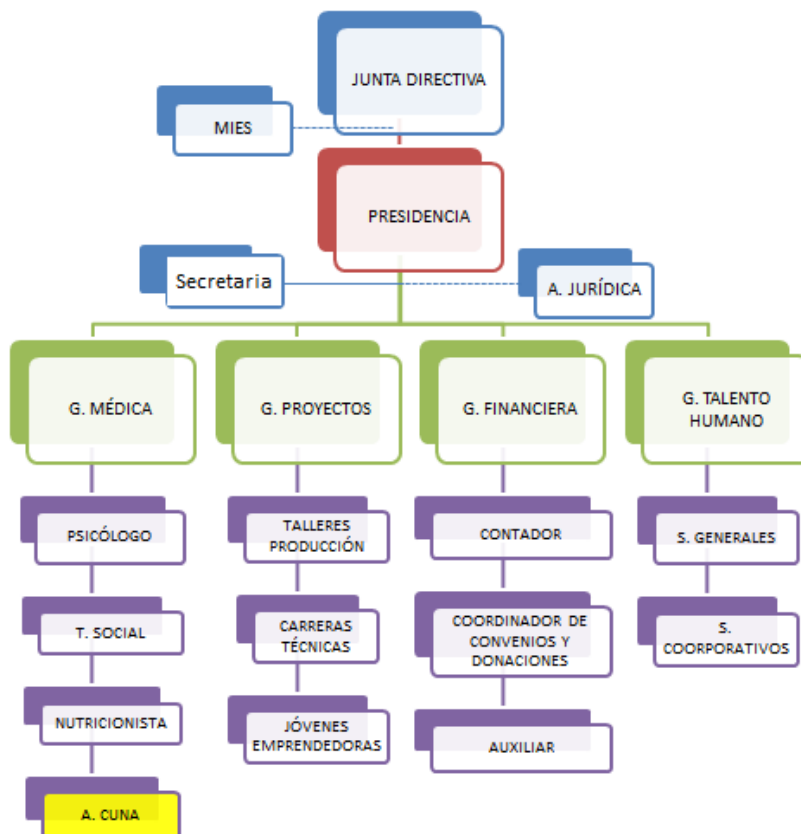 JUNTA DIRECTIVA
MIES
PRESIDENCIA
Secretaria
A. JURÍDICA
G. MÉDICA
G. PROYECTOS
G. FINANCIERA
G. TALENTO
HUMANO
PSICÓLOGO
TALLERES
PRODUCCIÓN
CONTADOR
S. GENERALES
T. SOCIAL
CARRERAS
TÉCNICAS
COORDINADOR DE
CONVENIOS Y
DONACIONES
S.
COORPORATIVOS
NUTRICIONISTA
JÓVENES
EMPRENDEDORAS
AUXILIAR
A. CUNA